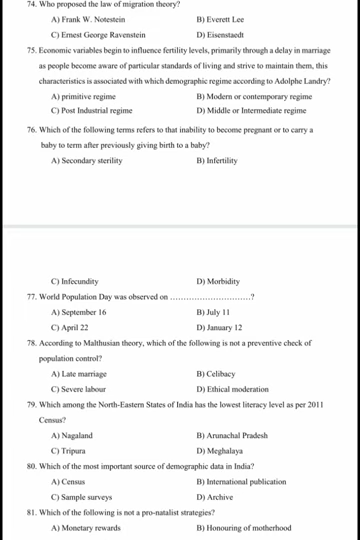 74. Who proposed the law of migration theory?
A) Frank W. Notestein B) Everett Lee
C) Ernest George Ravenstein D) Eisenstaedt
75. Economic variables begin to influence fertility levels, primarily through a delay in marriage
as people become aware of particular standards of living and strive to maintain them, this
characteristics is associated with which demographic regime according to Adolphe Landry?
A) primitive regime B) Modern or contemporary regime
C) Post Industrial regime D) Middle or Intermediate regime
76. Which of the following terms refers to that inability to become pregnant or to carry a
baby to term after previously giving birth to a baby?
A) Secondary sterility B) Infertility
C) Infecundity D) Morbidity
77. World Population Day was observed on ..............................?
A) September 16 B) July 11
C) April 22 D) January 12
78. According to Malthusian theory, which of the following is not a preventive check of
population control?
A) Late marriage B) Celibacy
C) Severe labour D) Ethical moderation
79. Which among the North-Eastern States of India has the lowest literacy level as per 2011
Census?
A) Nagaland B) Arunachal Pradesh
C) Tripura D) Meghalaya
80. Which of the most important source of demographic data in India?
A) Census B) International publication
C) Sample surveys D) Archive
81. Which of the following is not a pro-natalist strategies?
A) Monetary rewards B) Honouring of motherhood